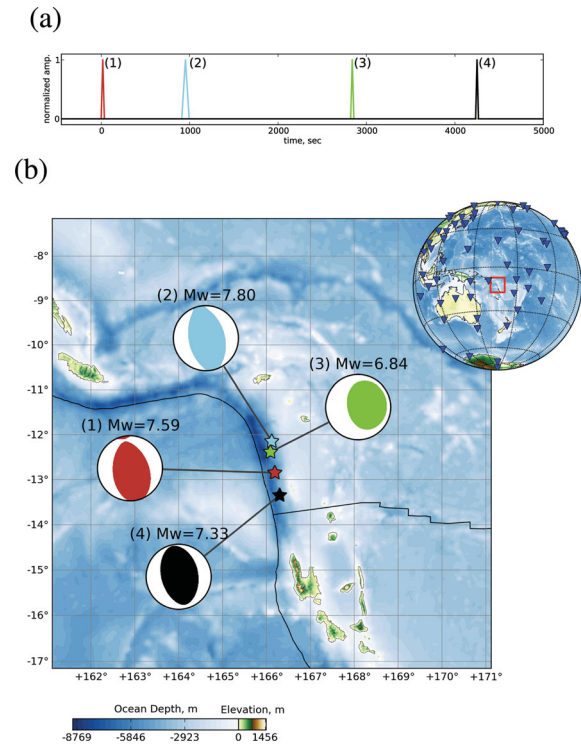 (a)
normalized amp.
1
0
(1)
(2)
(3)
(4)
0
1000
2000
3000
4000
5000
time, sec
(b)
-8°
-9°
-10°
-11°
-12°
-13°
-14°
-15°
-16°
-17°
(2) Mw=7.80
(3) Mw=6.84
(1) Mw=7.59
(4) Mw=7.33
+162° +163° +164° +165° +166° +167° +168° +169° +170° +171°
Ocean Depth, m Elevation, m
-8769 -5846 -2923 0 1456